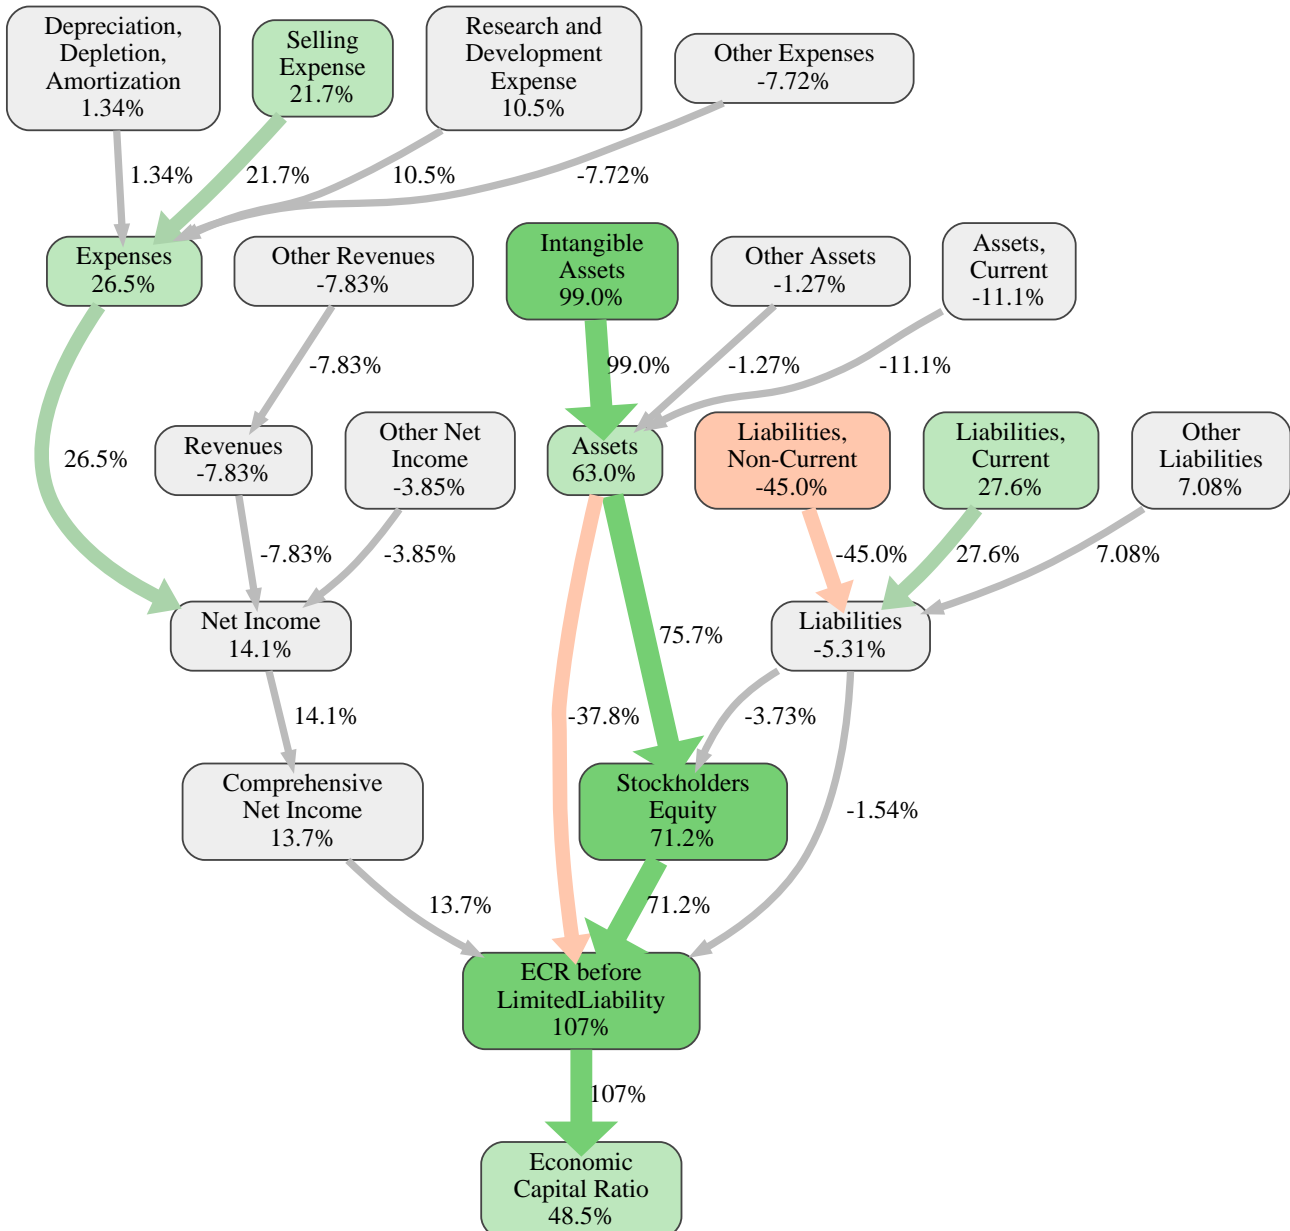 Depreciation,
Depletion,
Amortization
1.34%
Selling
Expense
21.7%
Research and
Development
Expense
10.5%
Other Expenses
-7.72%
1.34%
21.7%
10.5%
-7.72%
Expenses
26.5%
Other Revenues
-7.83%
Intangible
Assets
99.0%
Other Assets
-1.27%
Assets,
Current
-11.1%
-7.83%
99.0%
-1.27%
-11.1%
26.5%
Revenues
-7.83%
Other Net
Income
-3.85%
Assets
63.0%
Liabilities,
Non-Current
-45.0%
Liabilities,
Current
27.6%
Other
Liabilities
7.08%
-7.83%
-3.85%
-45.0%
27.6%
7.08%
Net Income
14.1%
75.7%
Liabilities
-5.31%
14.1%
-37.8%
-3.73%
Comprehensive
Net Income
13.7%
Stockholders
Equity
71.2%
-1.54%
13.7%
71.2%
ECR before
LimitedLiability
107%
107%
Economic
Capital Ratio
48.5%